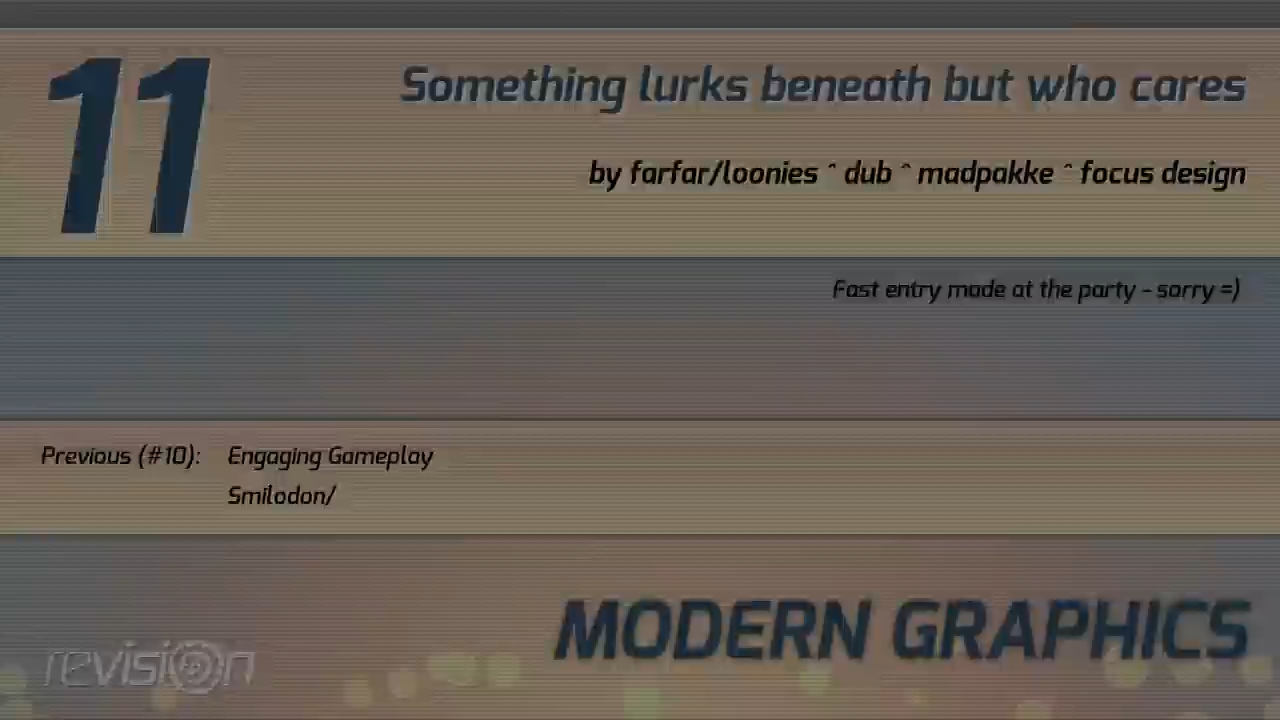 11
Something lurks beneath but who cares
by farfar/loonies ^ dub ^ madpakke ^ focus design
Fast entry made at the party - sorry =)
Previous (#10): Engaging Gameplay
Smilodon/
MODERN GRAPHICS
revision